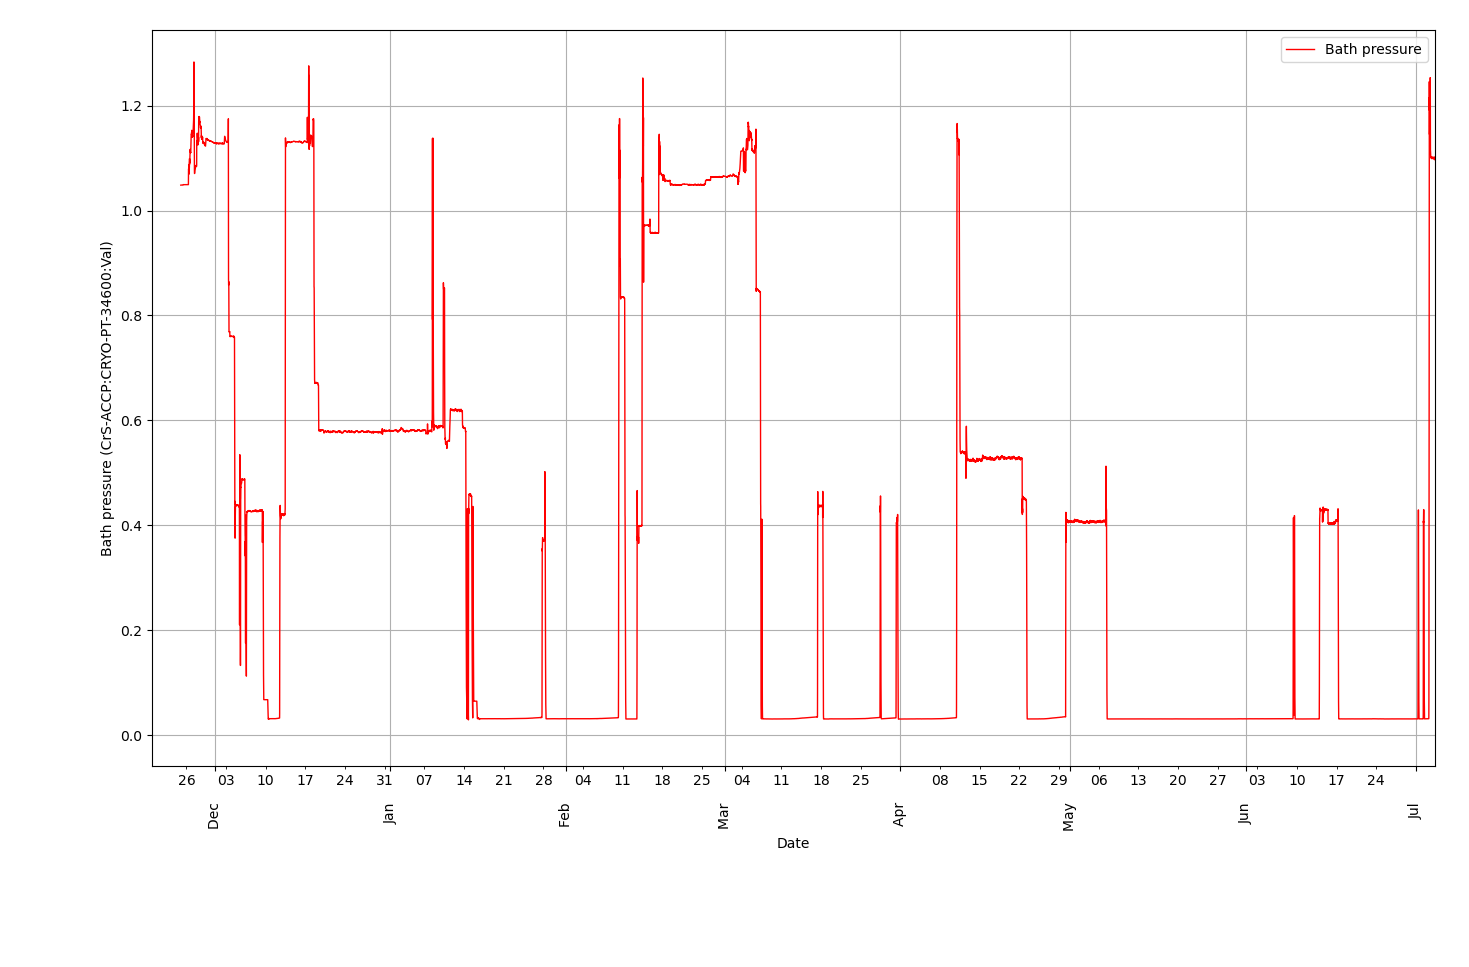 Bath pressure
1.2
1.0
0.8
0.6
0.4
0.2
0.0
Bath pressure (CrS-ACCP:CRYO-PT-34600:Val)
26 03 10 17 24 31 07 14 21 28 04 11 18 25 04 11 18 25 08 15 22 29 06 13 20 27 03 10 17 24
Dec Jan Feb Mar Apr May Jun Jul
Date